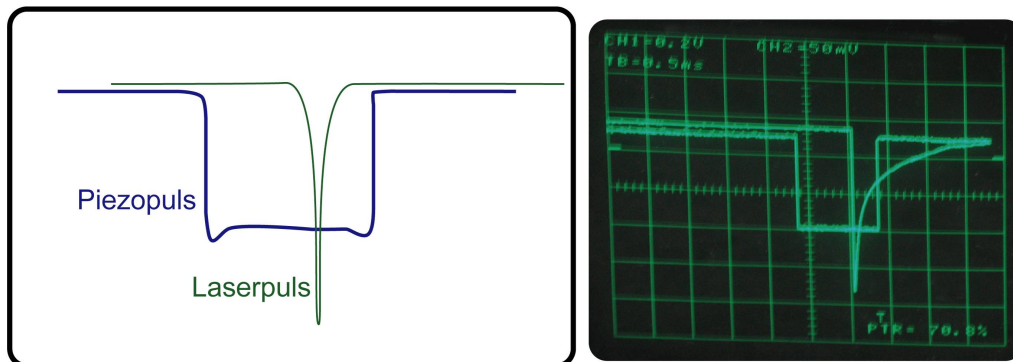 Piezopuls
Laserpuls
CH1=0.2V CH2=50mV
TB=0.5ms
T
PTR= 70.8%